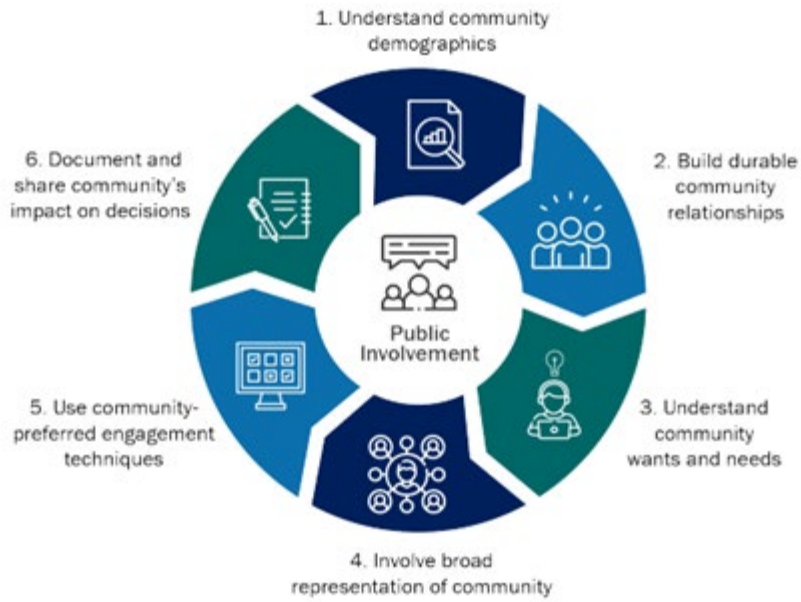 1. Understand community
demographics
2. Build durable
community
relationships
3. Understand
community
wants and needs
4. Involve broad
representation of community
5. Use community-
preferred engagement
techniques
6. Document and
share community's
impact on decisions
Public
Involvement